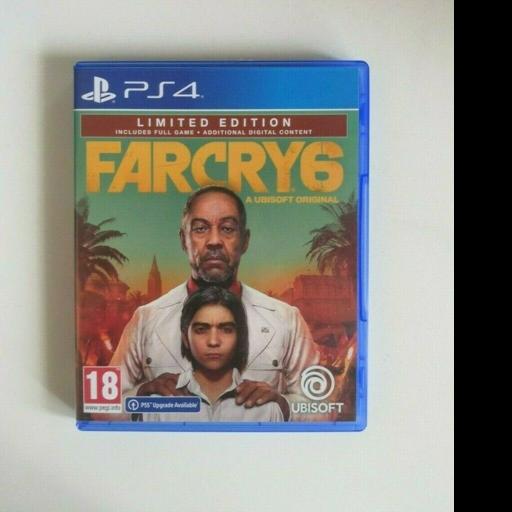 PS4
LIMITED EDITION
INCLUDES FULL GAME • ADDITIONAL DIGITAL CONTENT
FARCRY6
A UBISOFT ORIGINAL
18
www.pegi.info
PS5™ Upgrade Available
UBISOFT